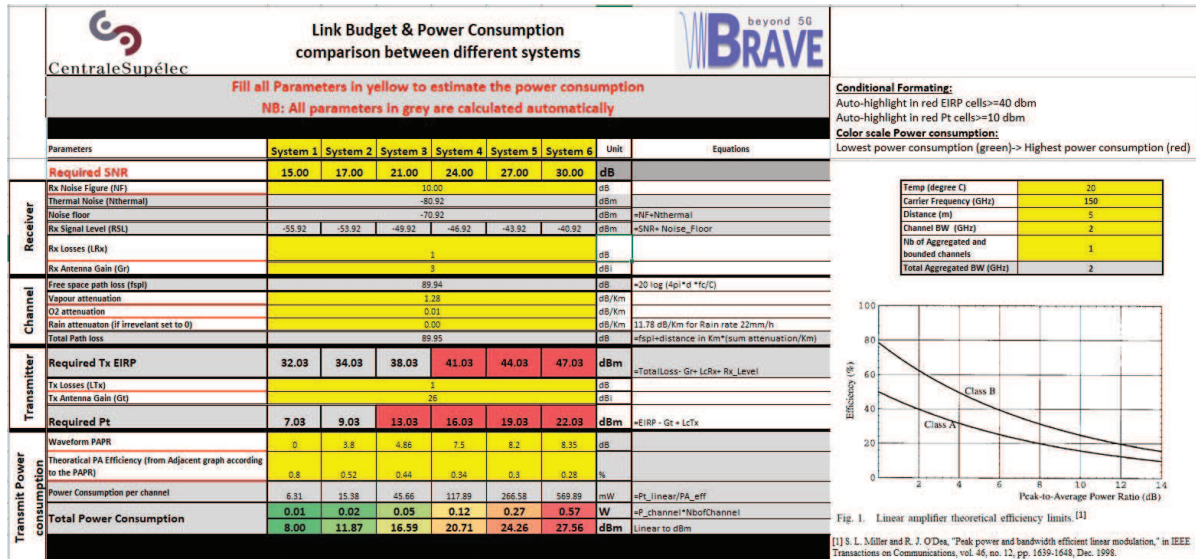 CentraleSupélec
Link Budget & Power Consumption
comparison between different systems
beyond 5G
BRAVE
Fill all Parameters in yellow to estimate the power consumption
NB: All parameters in grey are calculated automatically
Conditional Formating:
Auto-highlight in red EIRP cells>=40 dbm
Auto-highlight in red Pt cells>=10 dbm
Color scale Power consumption:
Lowest power consumption (green)-> Highest power consumption (red)
Parameters System 1 System 2 System 3 System 4 System 5 System 6 Unit Equations
Required SNR 15.00 17.00 21.00 24.00 27.00 30.00 dB
Receiver
Rx Noise Figure (NF) 10.00 dB
Thermal Noise (Nthermal) -80.92 dBm
Noise floor -70.92 dBm =NF+Nthermal
Rx Signal Level (RSL) -55.92 -53.92 -49.92 -46.92 -43.92 -40.92 dBm =SNR+ Noise_Floor
Rx Losses (LRx) 1 dB
Rx Antenna Gain (Gr) 3 dBi
Channel
Free space path loss (fspl) 89.94 dB =20 log (4pi*d *fc/C)
Vapour attenuation 1.28 dB/Km
O2 attenuation 0.01 dB/Km
Rain attenuaton (if irrevelant set to 0) 0.00 dB/Km 11.78 dB/Km for Rain rate 22mm/h
Total Path loss 89.95 dB =fspl+distance in Km*(sum attenuation/Km)
Transmitter
Required Tx EIRP 32.03 34.03 38.03 41.03 44.03 47.03 dBm =TotalLoss- Gr+ LcRx+ Rx_Level
Tx Losses (LTx) 1 dB
Tx Antenna Gain (Gt) 26 dBi
Required Pt 7.03 9.03 13.03 16.03 19.03 22.03 dBm =EIRP - Gt + LcTx
Transmit Power
consumption
Waveform PAPR 0 3.8 4.86 7.5 8.2 8.35 dB
Theoratical PA Efficiency (from Adjacent graph according
to the PAPR) 0.8 0.52 0.44 0.34 0.3 0.28 %
Power Consumption per channel 6.31 15.38 45.66 117.89 266.58 569.89 mW =Pt_linear/PA_eff
Total Power Consumption 0.01 0.02 0.05 0.12 0.27 0.57 W =P_channel*NbofChannel
8.00 11.87 16.59 20.71 24.26 27.56 dBm Linear to dBm
Temp (degree C) 20
Carrier Frequency (GHz) 150
Distance (m) 5
Channel BW (GHz) 2
Nb of Aggregated and
bounded channels 1
Total Aggregated BW (GHz) 2
100
80
60
40
20
0
Efficiency (%)
Class B
Class A
2 4 6 8 10 12 14
Peak-to-Average Power Ratio (dB)
Fig. 1. Linear amplifier theoretical efficiency limits. [1]
[1] S. L. Miller and R. J. O'Dea, "Peak power and bandwidth efficient linear modulation," in IEEE
Transactions on Communications, vol. 46, no. 12, pp. 1639-1648, Dec. 1998.